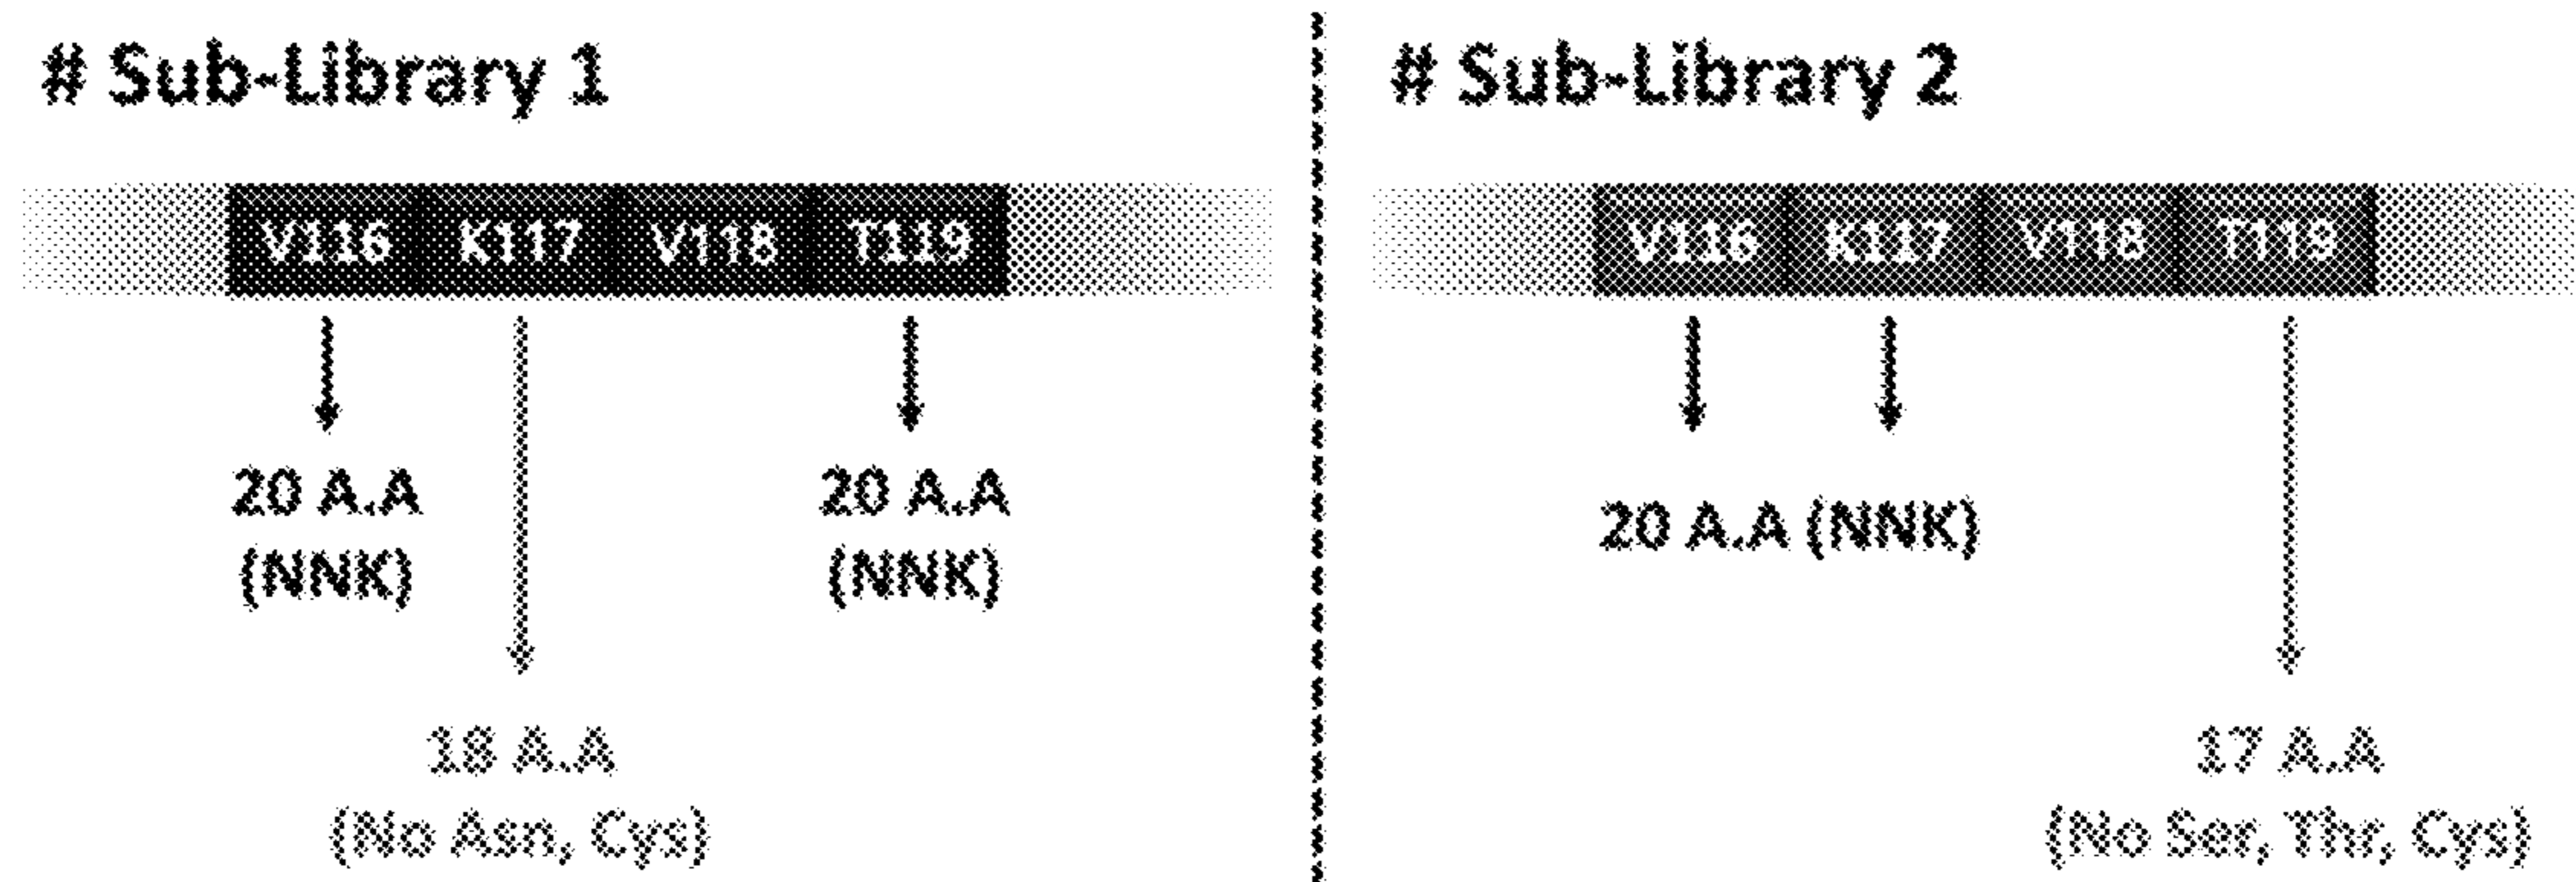 # Sub-Library 1
V116 K117 V118 T119
20 A.A
(NNK)
20 A.A
(NNK)
18 A.A
(No Asn, Cys)
# Sub-Library 2
V116 K117 V118 T119
20 A.A (NNK)
17 A.A
(No Ser, Thr, Cys)